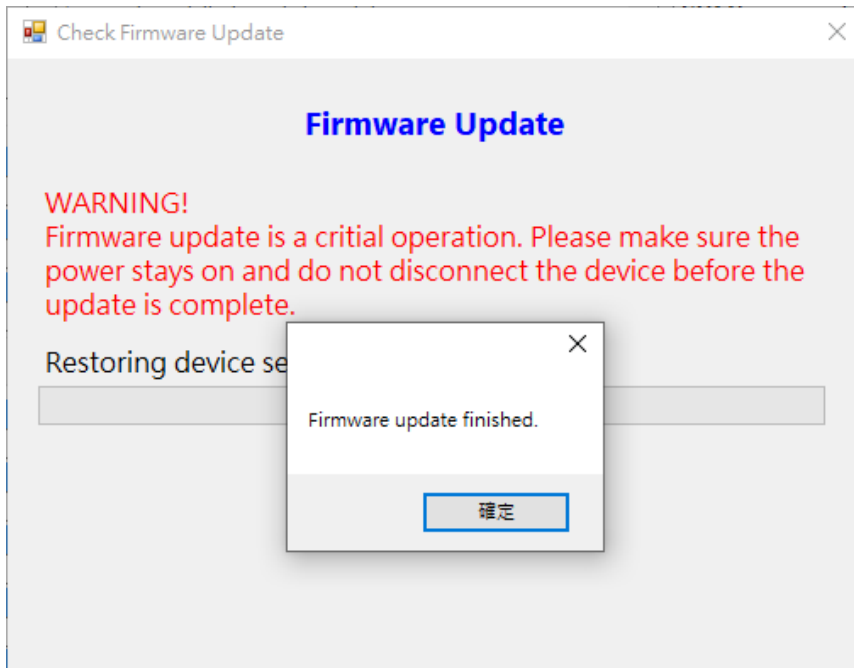 Check Firmware Update
Firmware Update
WARNING!
Firmware update is a critial operation. Please make sure the
power stays on and do not disconnect the device before the
update is complete.
Restoring device se
Firmware update finished.
確定